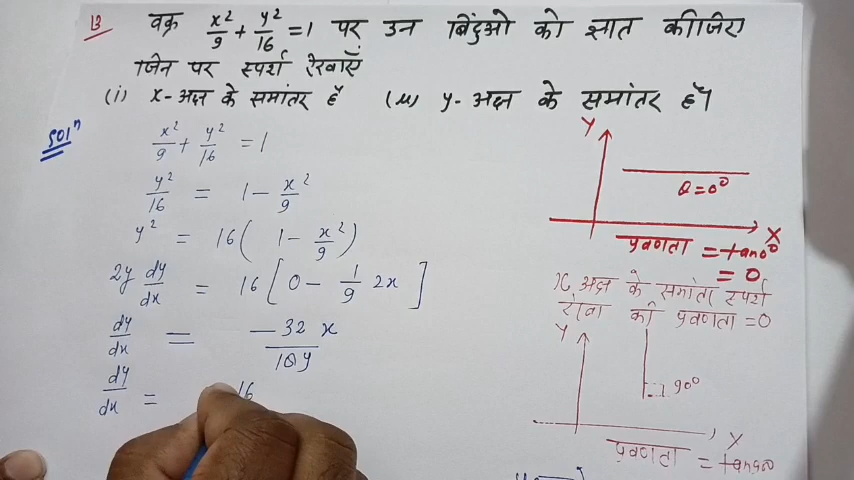 13 वक्र x²/9 + y²/16 = 1 पर उन बिंदुओ को ज्ञात कीजिए
जिन पर स्पर्श रेखाएँ
(i) x-अक्ष के समांतर है (ii) y-अक्ष के समांतर है।
solⁿ
x²/9 + y²/16 = 1
y²/16 = 1 - x²/9
y² = 16( 1 - x²/9 )
2y dy/dx = 16[ 0 - 1/9 2x ]
dy/dx = -32 x / 18y
dy/dx = 16
Y
θ=0°
X
प्रवणता = tan0°
= 0
x अक्ष के समांतर स्पर्श
रेखा की प्रवणता = 0
Y
90°
X
प्रवणता = tan90